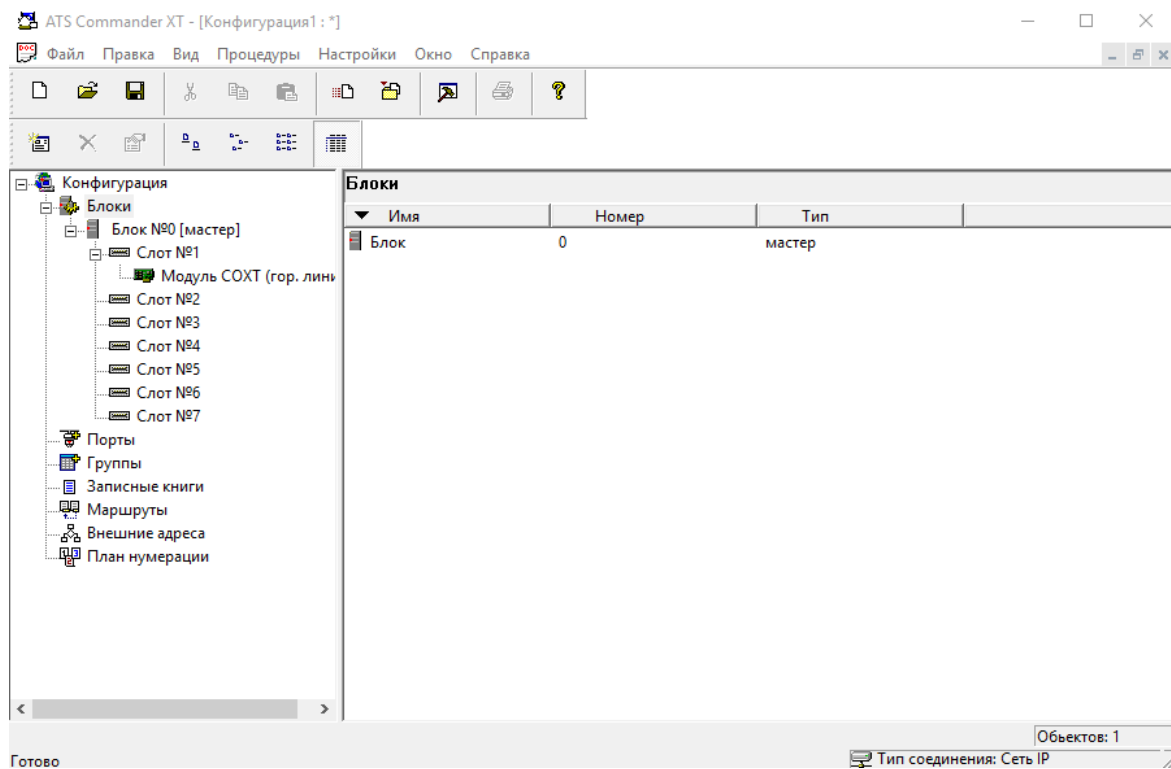 ATS Commander XT - [Конфигурация1 : *]
Файл Правка Вид Процедуры Настройки Окно Справка
Конфигурация
Блоки
Блок №0 [мастер]
Слот №1
Модуль СОХТ (гор. лини
Слот №2
Слот №3
Слот №4
Слот №5
Слот №6
Слот №7
Порты
Группы
Записные книги
Маршруты
Внешние адреса
План нумерации
Блоки
Имя Номер Тип
Блок 0 мастер
Обьектов: 1
Готово Тип соединения: Сеть IP